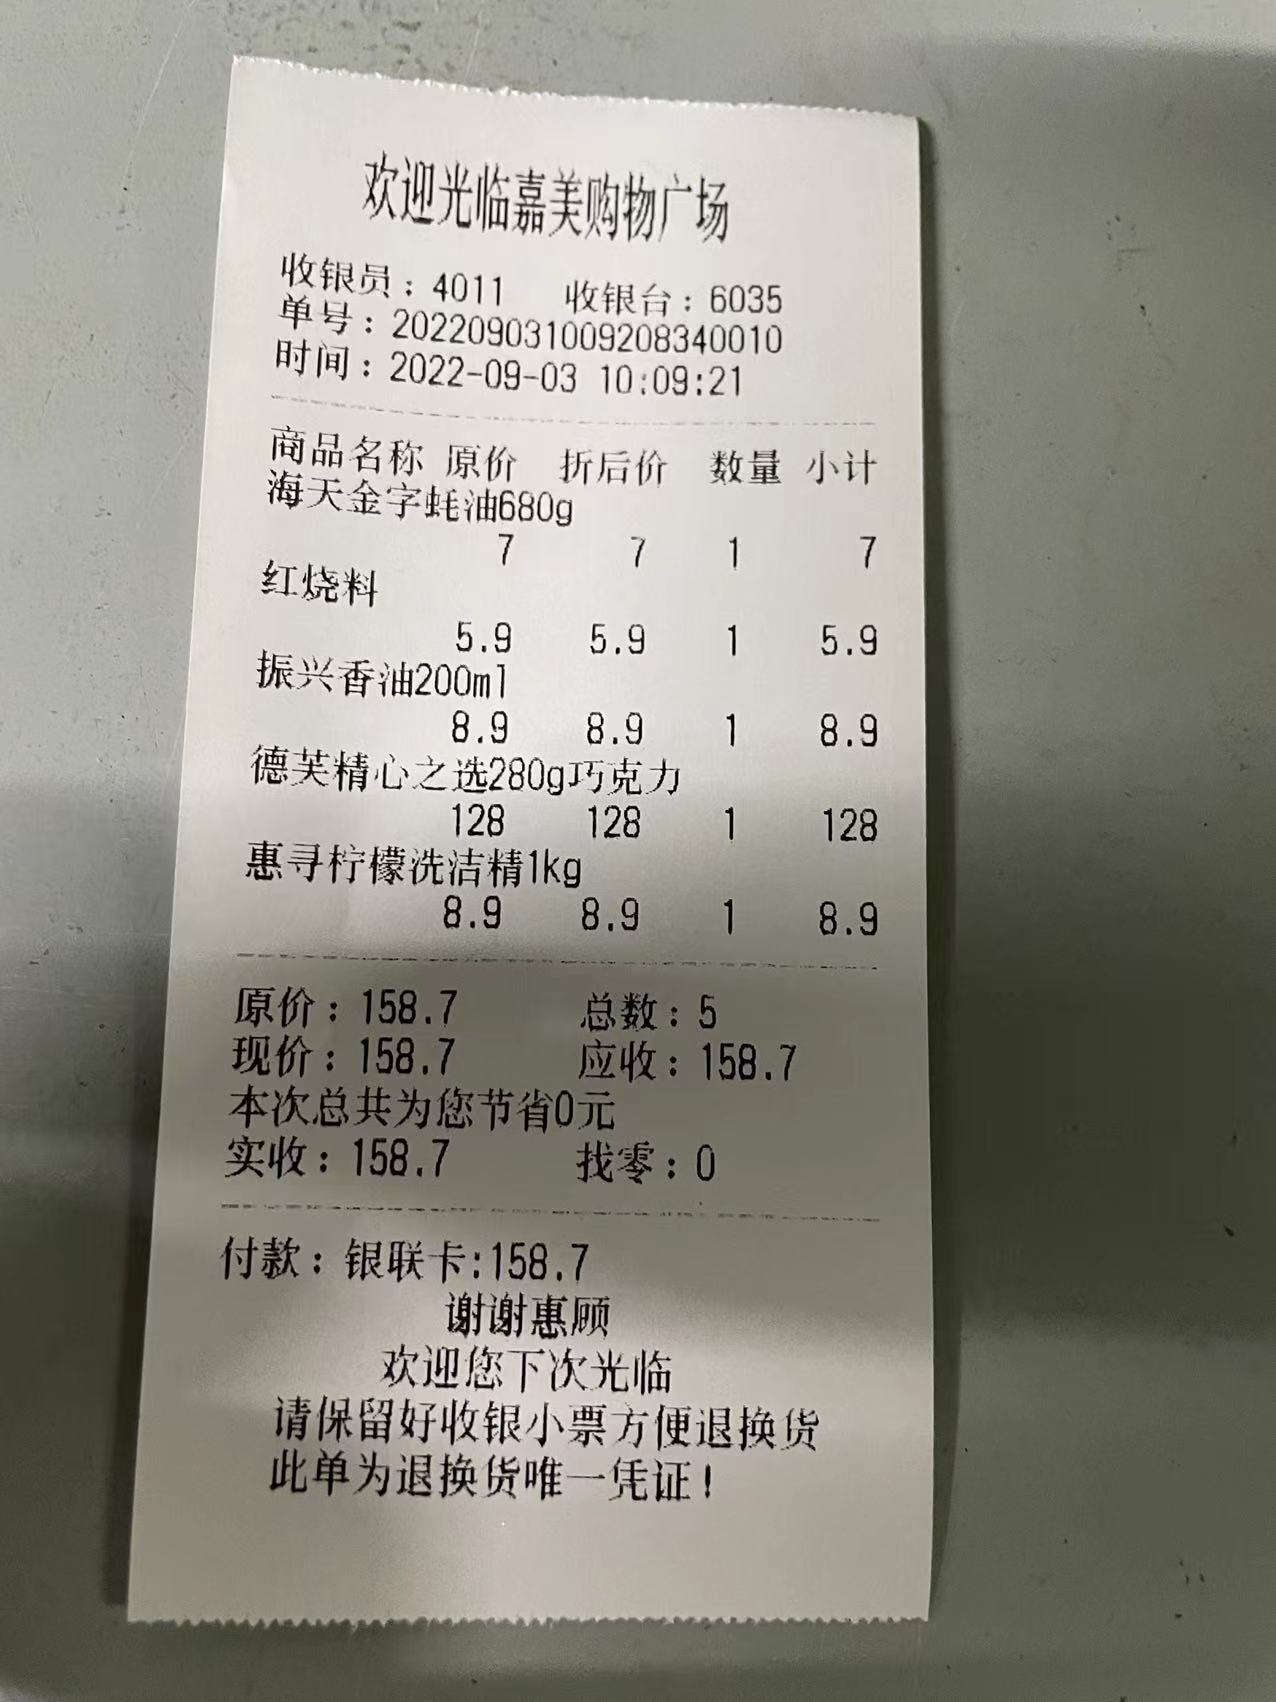 欢迎光临嘉美购物广场
收银员：4011 收银台：6035
单号：202209031009208340010
时间：2022-09-03 10:09:21
商品名称 原价 折后价 数量 小计
海天金字蚝油680g
7 7 1 7
红烧料
5.9 5.9 1 5.9
振兴香油200ml
8.9 8.9 1 8.9
德芙精心之选280g巧克力
128 128 1 128
惠寻柠檬洗洁精1kg
8.9 8.9 1 8.9
原价：158.7 总数：5
现价：158.7 应收：158.7
本次总共为您节省0元
实收：158.7 找零：0
付款：银联卡:158.7
谢谢惠顾
欢迎您下次光临
请保留好收银小票方便退换货
此单为退换货唯一凭证！